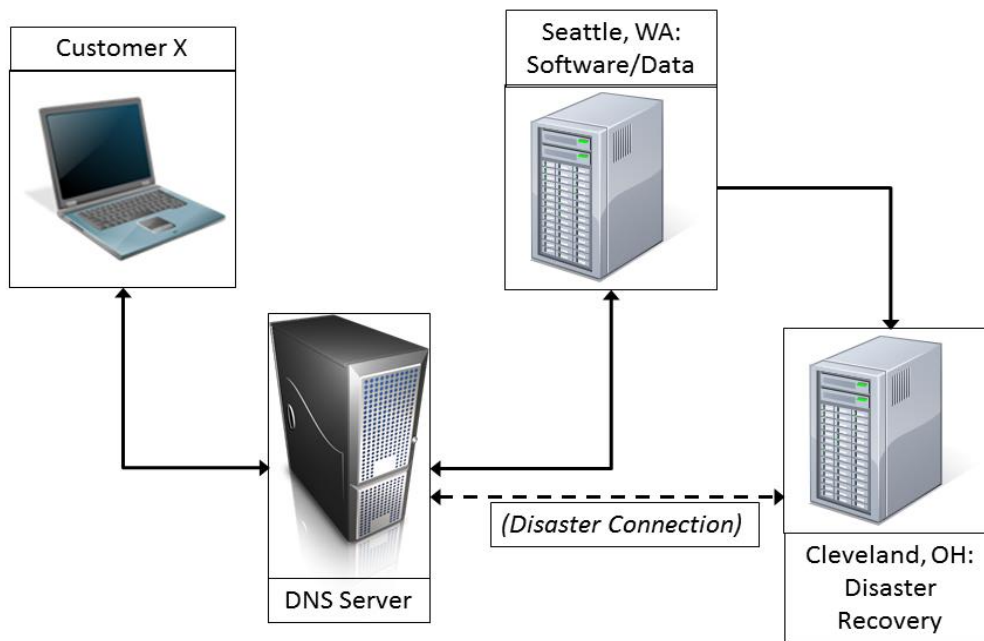 Customer X
Seattle, WA:
Software/Data
(Disaster Connection)
DNS Server
Cleveland, OH:
Disaster
Recovery